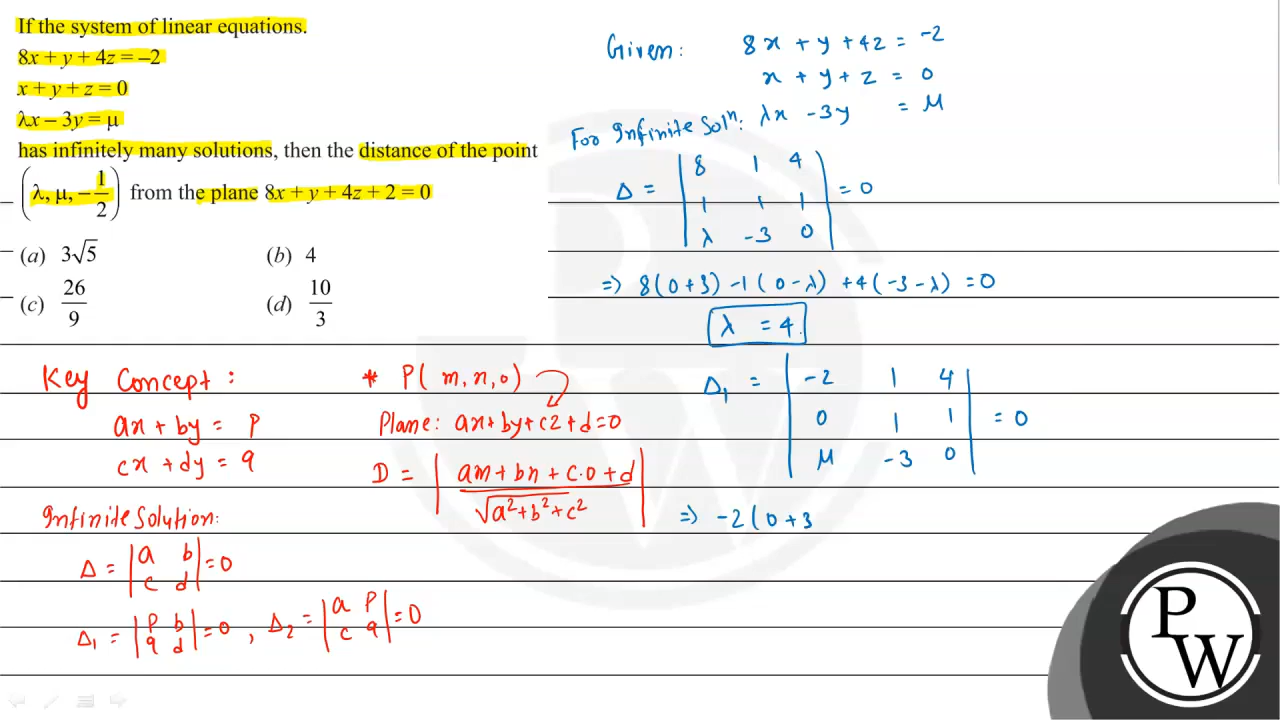 If the system of linear equations.
8x + y + 4z = –2
x + y + z = 0
λx – 3y = μ
has infinitely many solutions, then the distance of the point
(λ, μ, -1/2) from the plane 8x + y + 4z + 2 = 0
(a) 3√5 (b) 4
(c) 26/9 (d) 10/3
Key Concept :
ax + by = p
cx + dy = q
Infinite Solution:
Δ = |a b; c d| = 0
Δ₁ = |p b; q d| = 0 , Δ₂ = |a p; c q| = 0
* P( m, n, o)
Plane: ax + by + cz + d = 0
D = | am + bn + c·o + d / √a² + b² + c² |
Given: 8x + y + 4z = -2
x + y + z = 0
For Infinite Solⁿ: λx - 3y = μ
Δ = |8 1 4; 1 1 1; λ -3 0| = 0
=> 8(0+3) -1(0-λ) +4(-3-λ) = 0
λ = 4.
Δ₁ = |-2 1 4; 0 1 1; μ -3 0| = 0
=> -2(0+3
PW